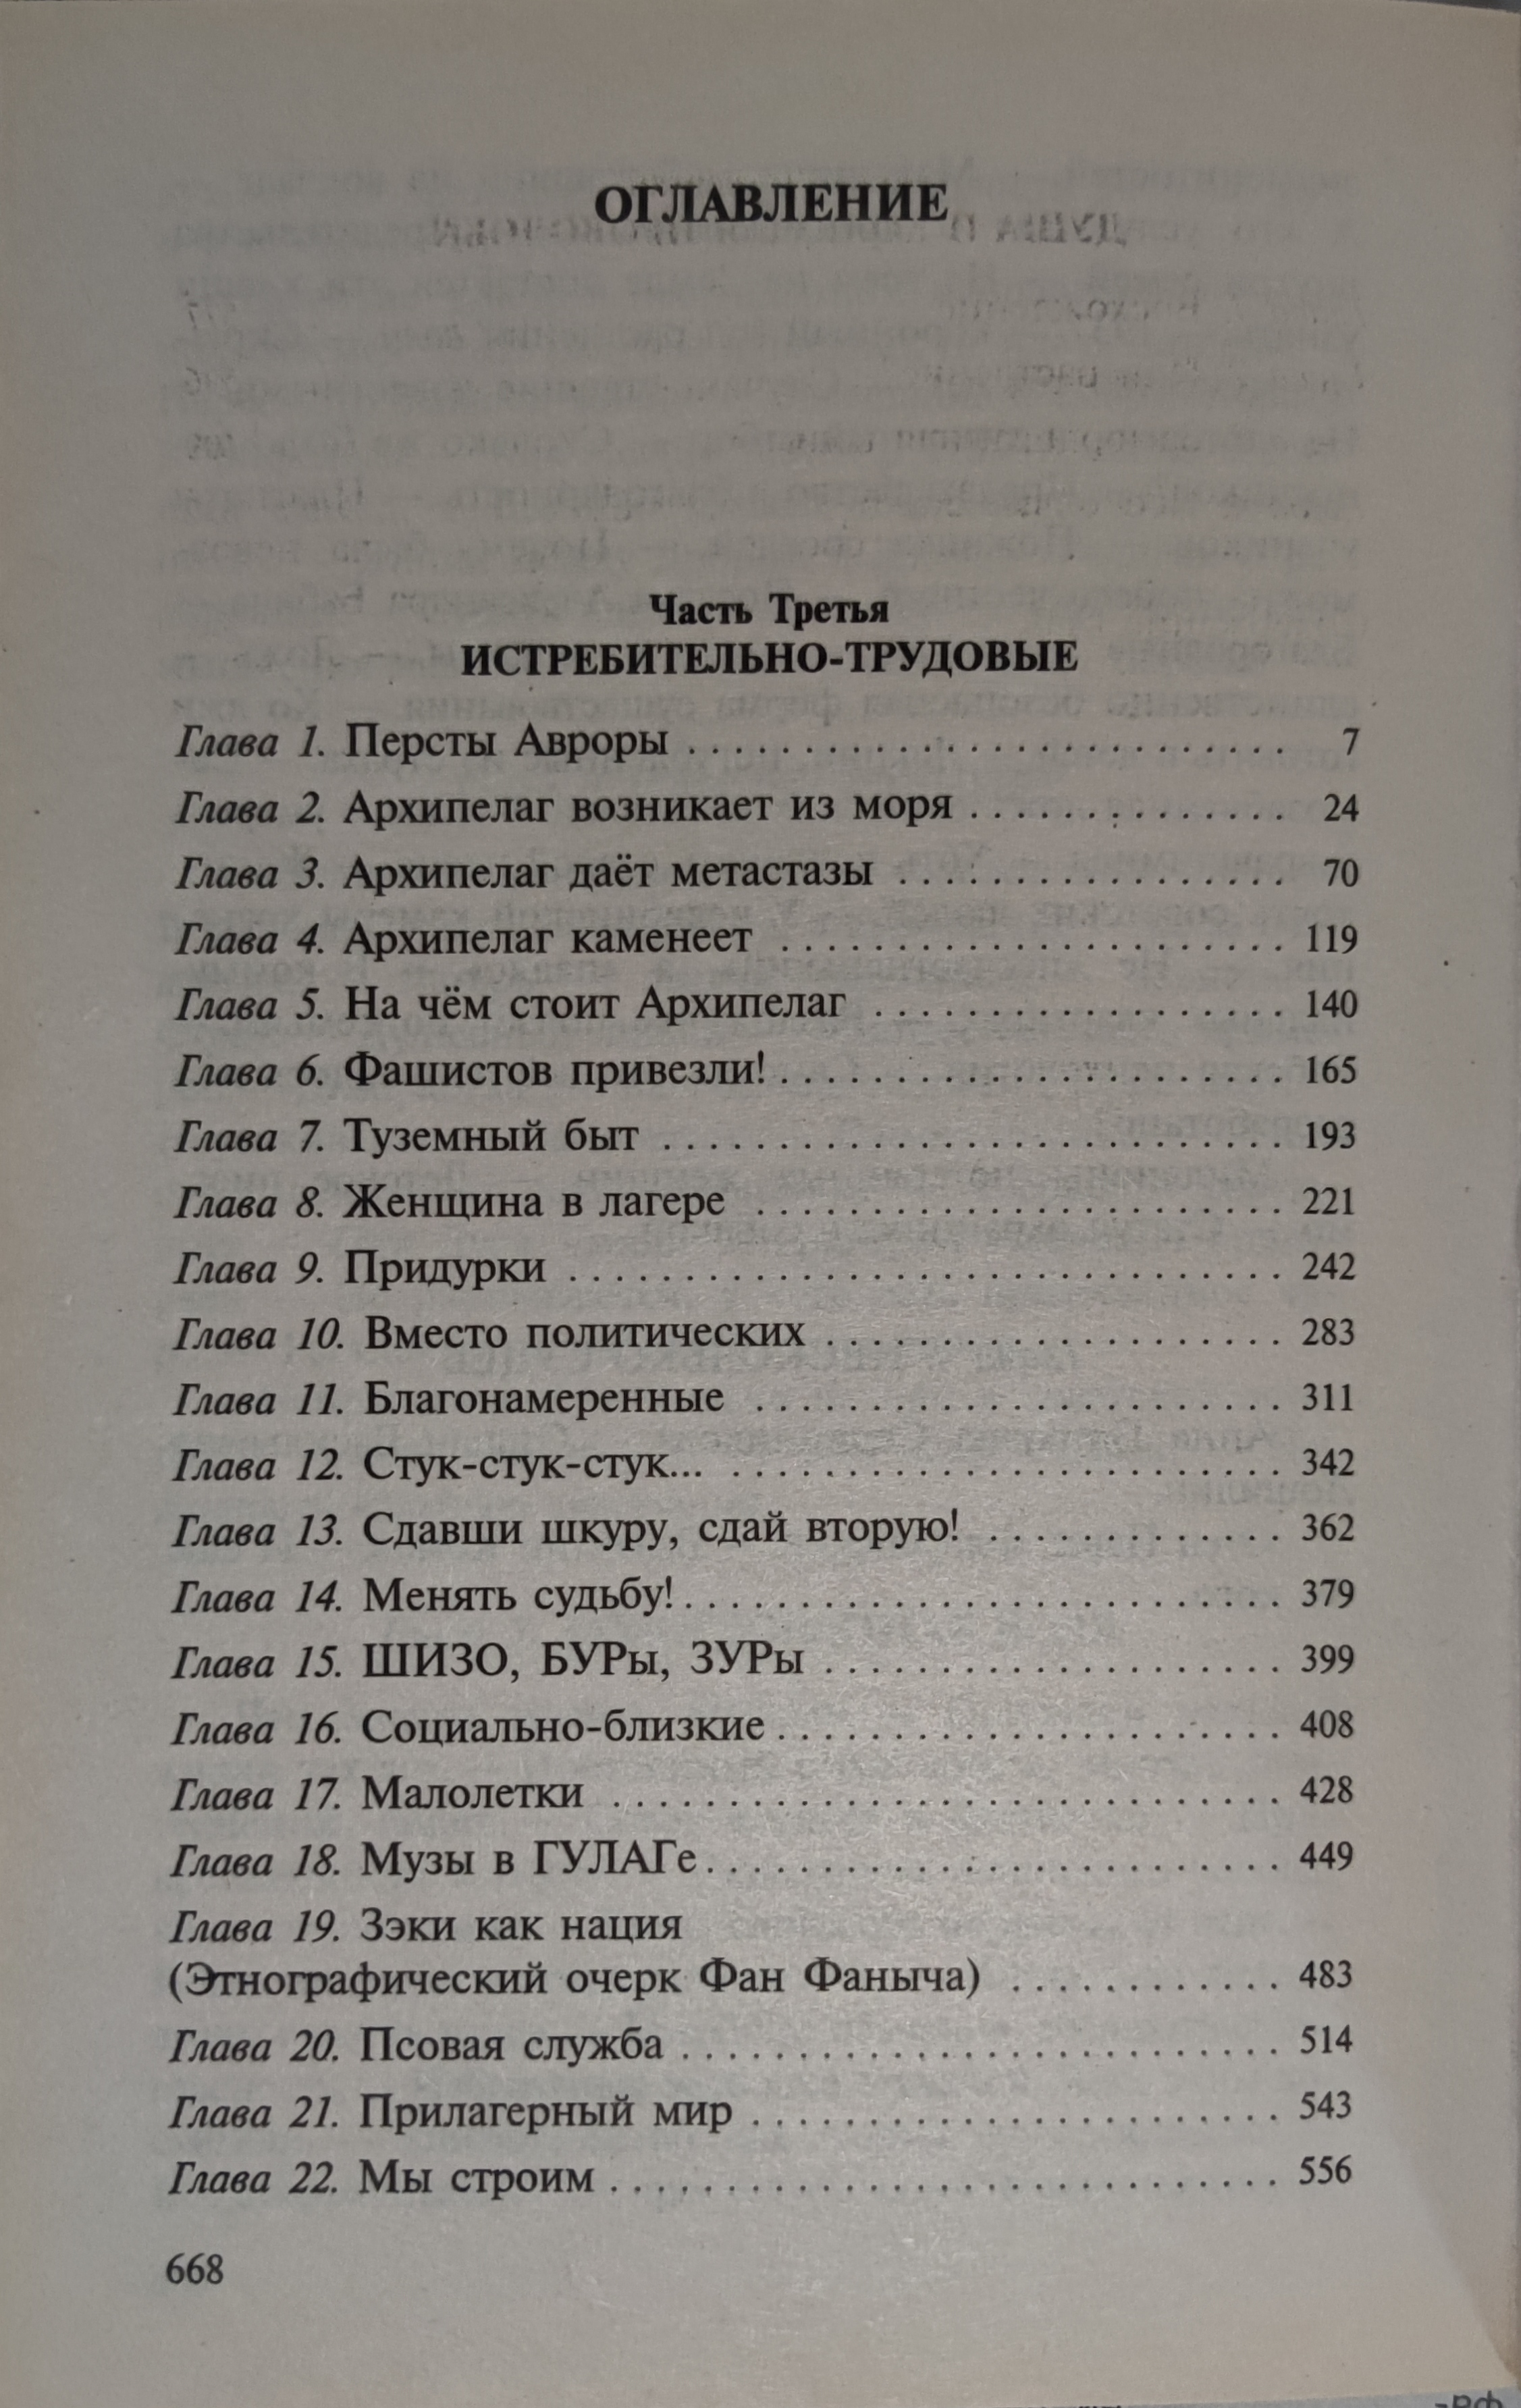 ОГЛАВЛЕНИЕ
Часть Третья
ИСТРЕБИТЕЛЬНО-ТРУДОВЫЕ
Глава 1. Персты Авроры . . . . . . . . . . . . . . . . . . . . . . . . . . 7
Глава 2. Архипелаг возникает из моря . . . . . . . . . . . . . . 24
Глава 3. Архипелаг даёт метастазы . . . . . . . . . . . . . . . . . 70
Глава 4. Архипелаг каменеет . . . . . . . . . . . . . . . . . . . . . . 119
Глава 5. На чём стоит Архипелаг . . . . . . . . . . . . . . . . . . 140
Глава 6. Фашистов привезли! . . . . . . . . . . . . . . . . . . . . . . 165
Глава 7. Туземный быт . . . . . . . . . . . . . . . . . . . . . . . . . . . 193
Глава 8. Женщина в лагере . . . . . . . . . . . . . . . . . . . . . . . 221
Глава 9. Придурки . . . . . . . . . . . . . . . . . . . . . . . . . . . . . . . 242
Глава 10. Вместо политических . . . . . . . . . . . . . . . . . . . . 283
Глава 11. Благонамеренные . . . . . . . . . . . . . . . . . . . . . . . 311
Глава 12. Стук-стук-стук... . . . . . . . . . . . . . . . . . . . . . . . . 342
Глава 13. Сдавши шкуру, сдай вторую! . . . . . . . . . . . . . 362
Глава 14. Менять судьбу! . . . . . . . . . . . . . . . . . . . . . . . . . . 379
Глава 15. ШИЗО, БУРы, ЗУРы . . . . . . . . . . . . . . . . . . . . 399
Глава 16. Социально-близкие . . . . . . . . . . . . . . . . . . . . . . 408
Глава 17. Малолетки . . . . . . . . . . . . . . . . . . . . . . . . . . . . . 428
Глава 18. Музы в ГУЛАГе . . . . . . . . . . . . . . . . . . . . . . . . . 449
Глава 19. Зэки как нация
(Этнографический очерк Фан Фаныча) . . . . . . . . . . . . 483
Глава 20. Псовая служба . . . . . . . . . . . . . . . . . . . . . . . . . . 514
Глава 21. Прилагерный мир . . . . . . . . . . . . . . . . . . . . . . . 543
Глава 22. Мы строим . . . . . . . . . . . . . . . . . . . . . . . . . . . . . 556
668